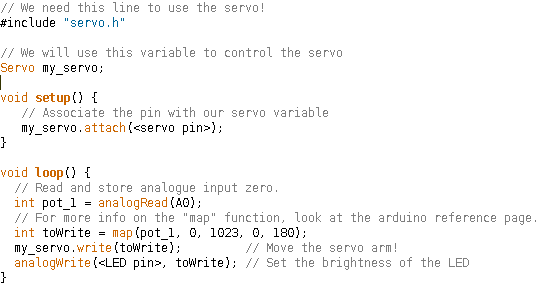 // We need this line to use the servo!
#include "servo.h"
// We will use this variable to control the servo
Servo my_servo;
void setup() {
// Associate the pin with our servo variable
my_servo.attach(<servo pin>);
}
void loop() {
// Read and store analogue input zero.
int pot_1 = analogRead(A0);
// For more info on the "map" function, look at the arduino reference page.
int toWrite = map(pot_1, 0, 1023, 0, 180);
my_servo.write(toWrite); // Move the servo arm!
analogWrite(<LED pin>, toWrite); // Set the brightness of the LED
}